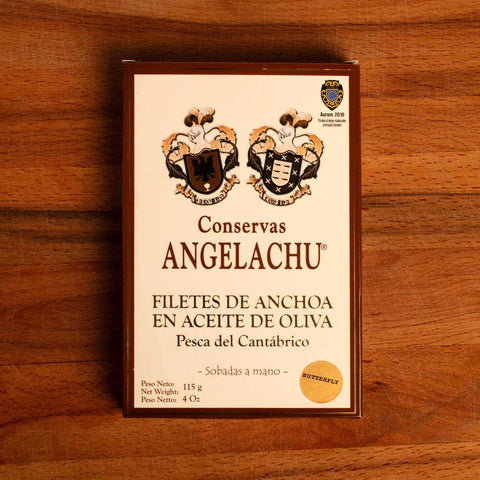 Aurum 2010
Conservas
ANGELACHU®
FILETES DE ANCHOA
EN ACEITE DE OLIVA
Pesca del Cantábrico
- Sobadas a mano -
BUTTERFLY
Peso Neto: 115 g
Net Weight:
Peso Netto: 4 Oz